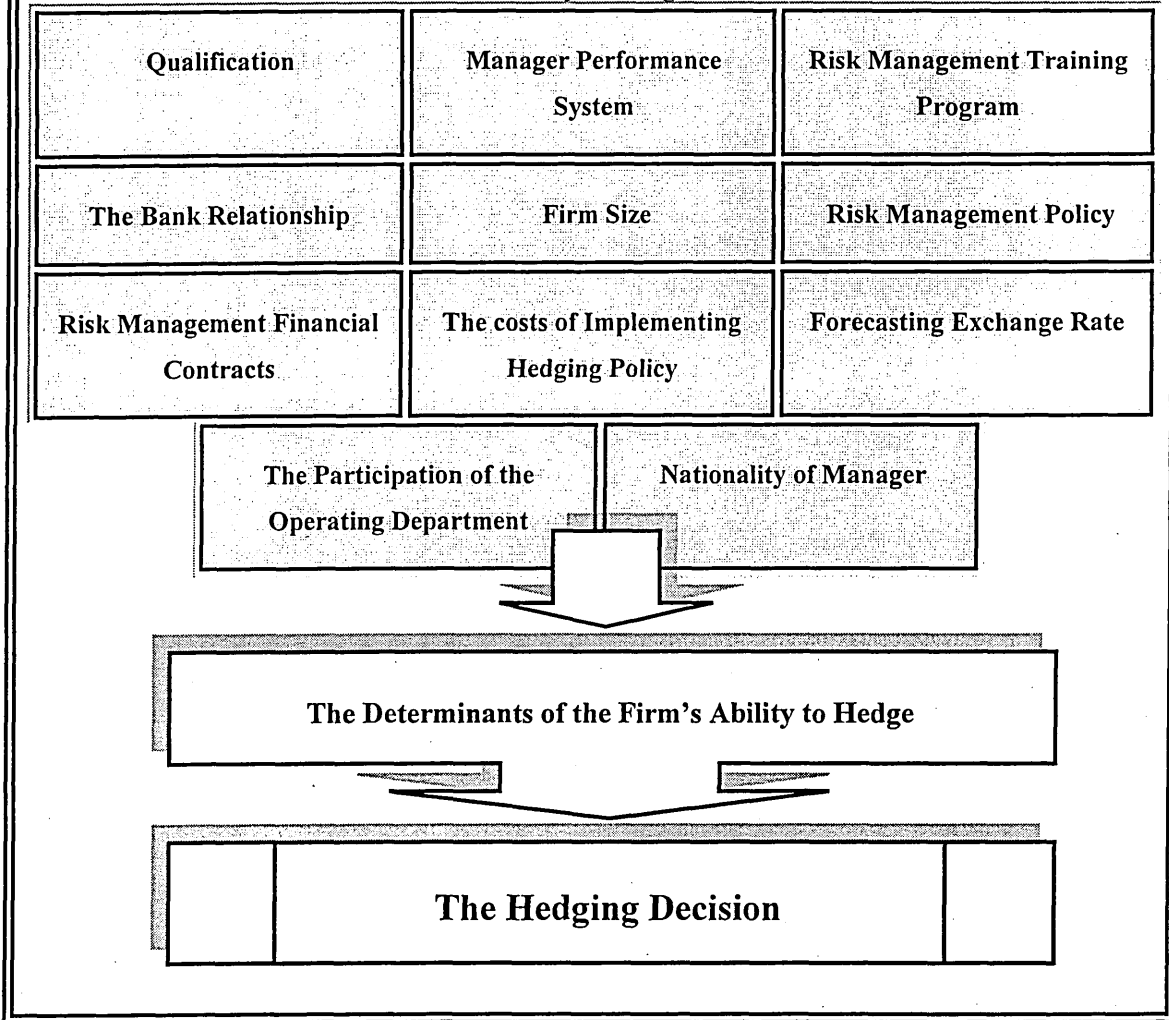 Qualification
Manager Performance
System
Risk Management Training
Program
The Bank Relationship
Firm Size
Risk Management Policy
Risk Management Financial
Contracts
The costs of Implementing
Hedging Policy
Forecasting Exchange Rate
The Participation of the
Operating Department
Nationality of Manager
The Determinants of the Firm's Ability to Hedge
The Hedging Decision